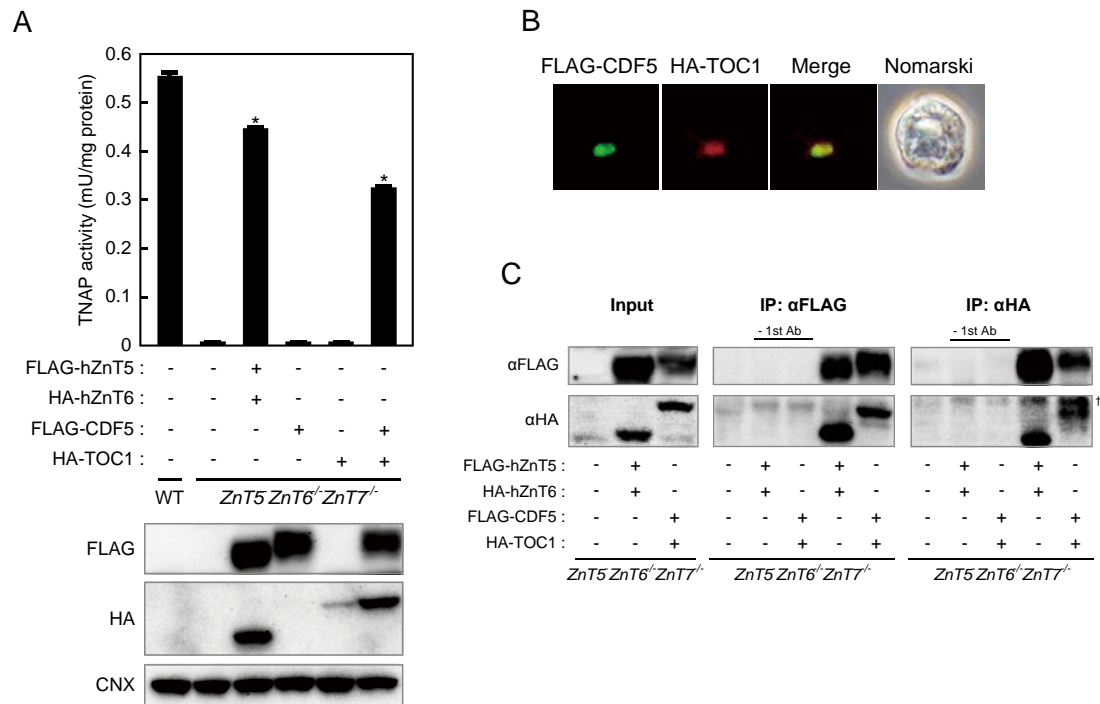 A
0.6
0.5
0.4
0.3
0.2
0.1
0
TNAP activity (mU/mg protein)
* *
FLAG-hZnT5 : - - + - - -
HA-hZnT6 : - - + - - -
FLAG-CDF5 : - - - + - +
HA-TOC1 : - - - - + +
WT ZnT5-ZnT6-/-ZnT7-/-
FLAG
HA
CNX
B
FLAG-CDF5 HA-TOC1 Merge Nomarski
C
Input IP: αFLAG IP: αHA
- 1st Ab - 1st Ab
αFLAG
αHA †
FLAG-hZnT5 : - + - - + - + - - + - + -
HA-hZnT6 : - + - - + - + - - + - + -
FLAG-CDF5 : - - + - - + - + - - + - +
HA-TOC1 : - - + - - + - + - - + - +
ZnT5-ZnT6-/-ZnT7-/- ZnT5-ZnT6-/-ZnT7-/- ZnT5-ZnT6-/-ZnT7-/-